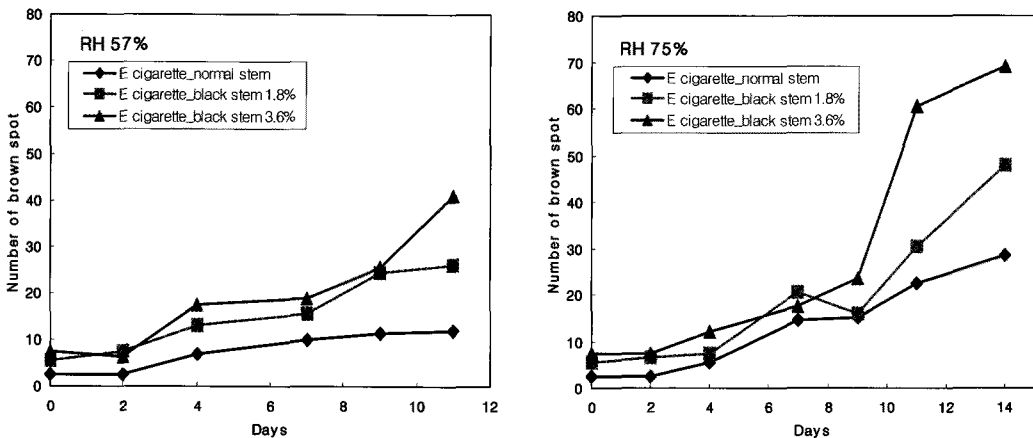 RH 57%
E cigarette_normal stem
E cigarette_black stem 1.8%
E cigarette_black stem 3.6%
Number of brown spot
80
70
60
50
40
30
20
10
0
0 2 4 6 8 10 12
Days
RH 75%
E cigarette_normal stem
E cigarette_black stem 1.8%
E cigarette_black stem 3.6%
Number of brown spot
80
70
60
50
40
30
20
10
0
0 2 4 6 8 10 12 14
Days